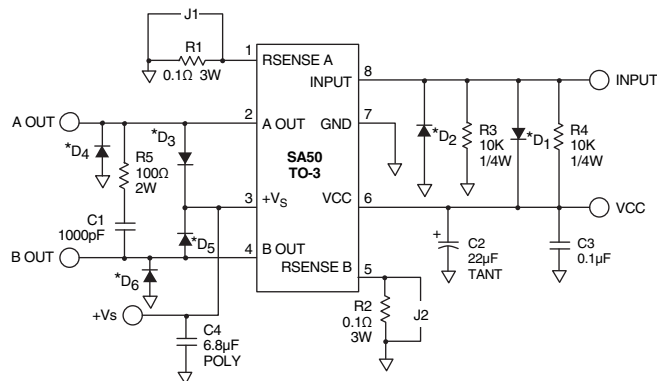 J1
R1
0.1Ω 3W
1
RSENSE A
INPUT
8
INPUT
A OUT
2
A OUT
GND
7
*D4
R5
100Ω
2W
*D3
SA50
TO-3
*D2
R3
10K
1/4W
*D1
R4
10K
1/4W
3
+VS
VCC
6
VCC
C1
1000pF
*D5
B OUT
4
B OUT
RSENSE B
5
+
C2
22µF
TANT
C3
0.1µF
*D6
+Vs
C4
6.8µF
POLY
R2
0.1Ω
3W
J2